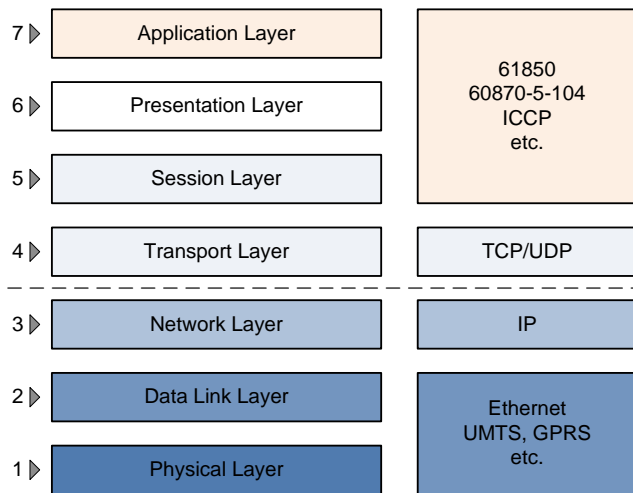 7 Application Layer
6 Presentation Layer
5 Session Layer
4 Transport Layer
3 Network Layer
2 Data Link Layer
1 Physical Layer
61850
60870-5-104
ICCP
etc.
TCP/UDP
IP
Ethernet
UMTS, GPRS
etc.